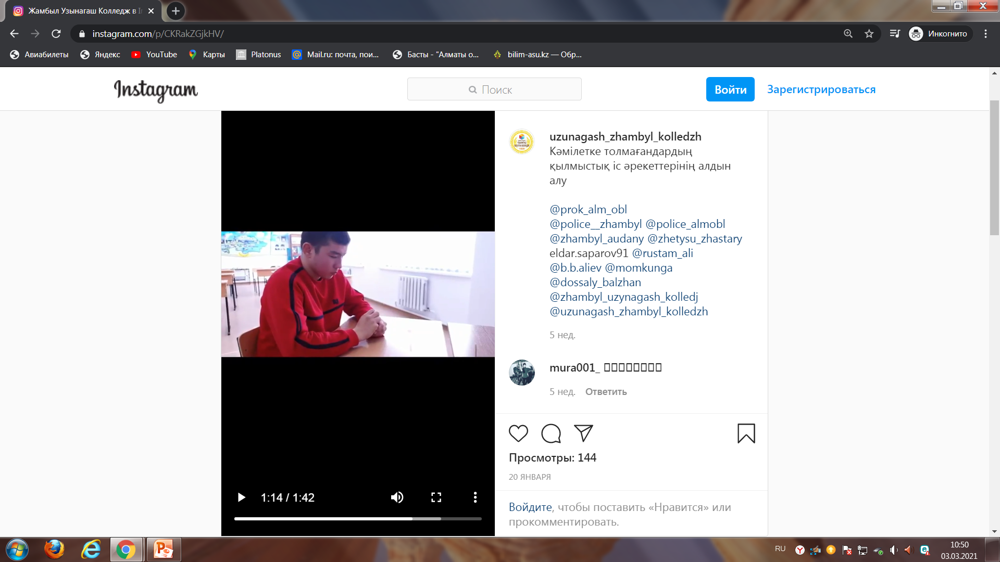 Жамбыл Узынагаш Колледж в I
instagram.com/p/CKRakZGjkHV/
Инкогнито
Авиабилеты
Яндекс
YouTube
Карты
Platonus
Mail.ru: почта, пои...
Басты - "Алматы о...
bilim-asu.kz — Обр...
Instagram
Поиск
Войти
Зарегистрироваться
uzunagash_zhambyl_kolledzh
Кәмілетке толмағандардың
қылмыстық іс әрекеттерінің алдын
алу
@prok_alm_obl
@police__zhambyl @police_almobl
@zhambyl_audany @zhetysu_zhastary
eldar.saparov91 @rustam_ali
@b.b.aliev @momkunga
@dossaly_balzhan
@zhambyl_uzynagash_kolledj
@uzunagash_zhambyl_kolledzh
5 нед.
mura001_
5 нед. Ответить
Просмотры: 144
20 ЯНВАРЯ
Войдите, чтобы поставить «Нравится» или
прокомментировать.
1:14 / 1:42
RU
10:50
03.03.2021